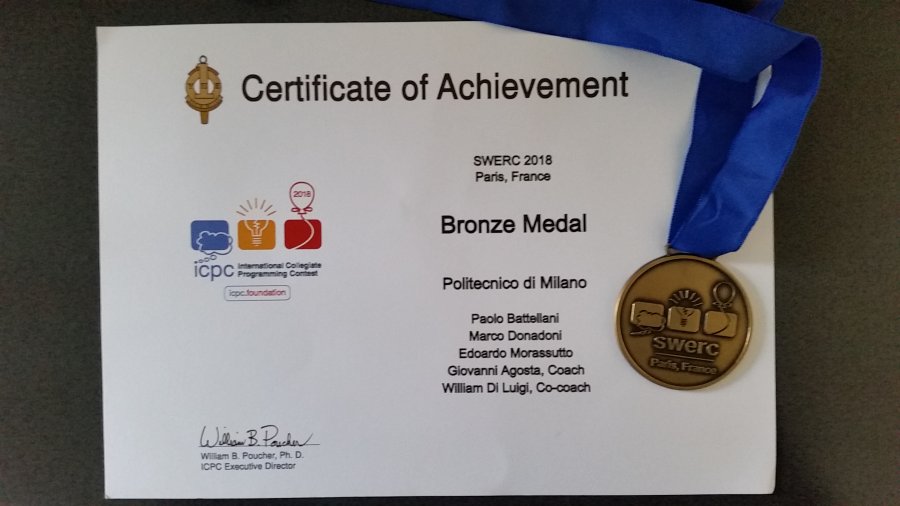 Certificate of Achievement
SWERC 2018
Paris, France
Bronze Medal
Politecnico di Milano
Paolo Battellani
Marco Donadoni
Edoardo Morassutto
Giovanni Agosta, Coach
William Di Luigi, Co-coach
2018
icpc International Collegiate
Programming Contest
icpc.foundation
William B. Poucher
William B. Poucher, Ph. D.
ICPC Executive Director
swerc
Paris, France